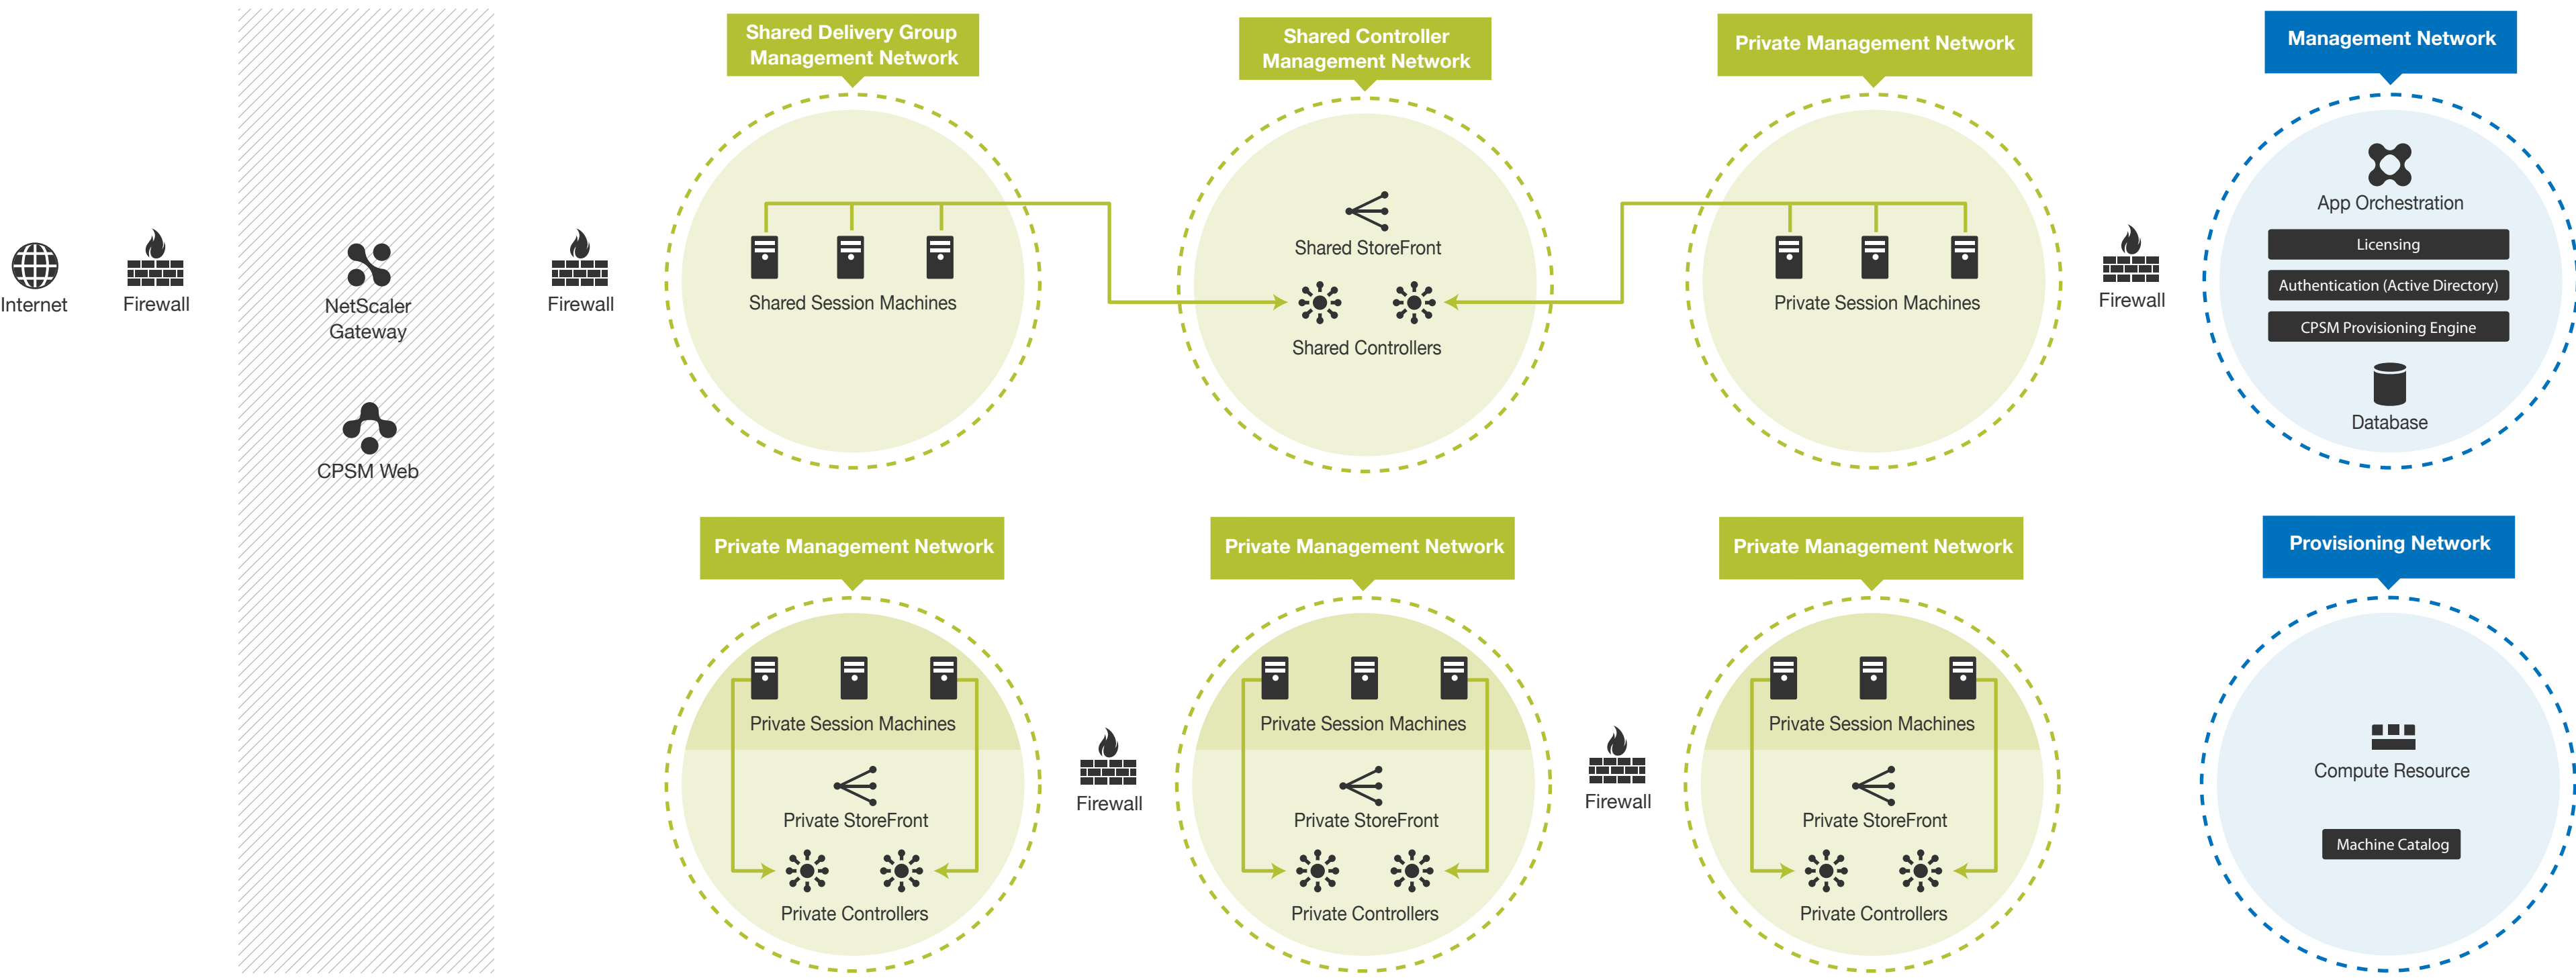 Internet
Firewall
NetScaler
Gateway
CPSM Web
Firewall
Shared Delivery Group
Management Network
Shared Session Machines
Shared Controller
Management Network
Shared StoreFront
Shared Controllers
Private Management Network
Private Session Machines
Firewall
Management Network
App Orchestration
Licensing
Authentication (Active Directory)
CPSM Provisioning Engine
Database
Private Management Network
Private Session Machines
Private StoreFront
Private Controllers
Firewall
Private Management Network
Private Session Machines
Private StoreFront
Private Controllers
Firewall
Private Management Network
Private Session Machines
Private StoreFront
Private Controllers
Provisioning Network
Compute Resource
Machine Catalog